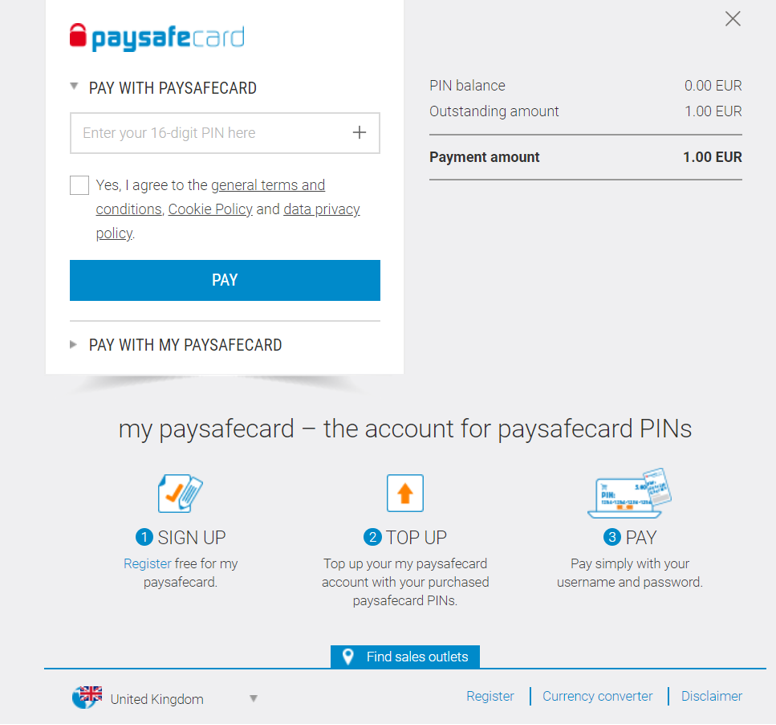 paysafecard
PAY WITH PAYSAFECARD
Enter your 16-digit PIN here
Yes, I agree to the general terms and
conditions, Cookie Policy and data privacy
policy.
PAY
PAY WITH MY PAYSAFECARD
PIN balance 0.00 EUR
Outstanding amount 1.00 EUR
Payment amount 1.00 EUR
my paysafecard – the account for paysafecard PINs
1 SIGN UP
Register free for my
paysafecard.
2 TOP UP
Top up your my paysafecard
account with your purchased
paysafecard PINs.
PIN:
3 PAY
Pay simply with your
username and password.
Find sales outlets
United Kingdom
Register
Currency converter
Disclaimer